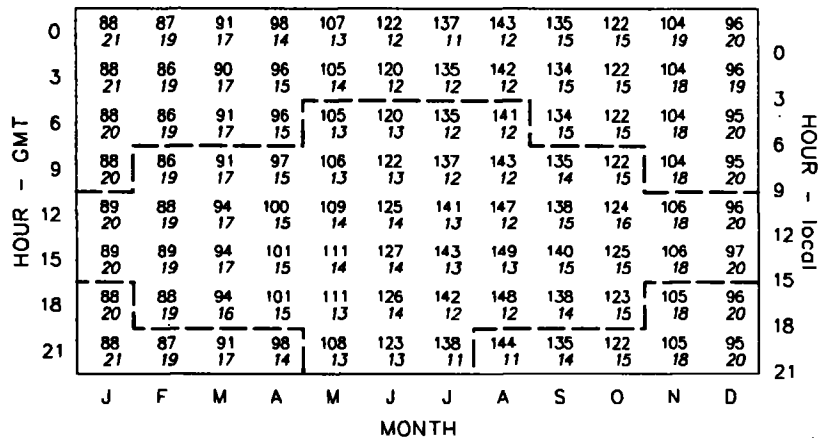 0 88 87 91 98 107 122 137 143 135 122 104 96
21 19 17 14 13 12 11 12 15 15 19 20 0
3 88 86 90 96 105 120 135 142 134 122 104 96
21 19 17 15 14 12 12 12 15 15 18 19
3
6 88 86 91 96 105 120 135 141 134 122 104 95
20 19 17 15 13 13 12 12 15 15 18 20
6
9 88 86 91 97 106 122 137 143 135 122 104 95
20 19 17 15 13 13 12 12 14 15 18 20
9
12 89 88 94 100 109 125 141 147 138 124 106 96
20 19 17 15 14 14 13 12 15 16 18 20
12
15 89 89 94 101 111 127 143 149 140 125 106 97
20 19 17 15 14 14 13 13 15 15 18 20
15
18 88 88 94 101 111 126 142 148 138 123 105 96
20 19 16 15 13 14 12 12 14 15 18 20
18
21 88 87 91 98 108 123 138 144 135 122 105 95
21 19 17 14 13 13 11 11 14 15 18 20
21
J F M A M J J A S O N D
MONTH
HOUR - GMT
HOUR - local